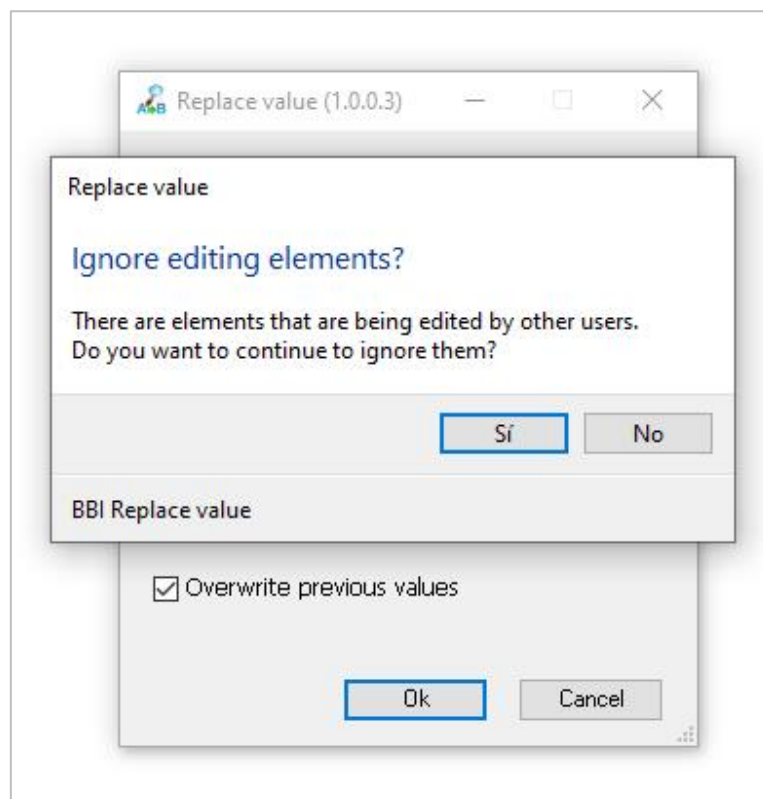 Replace value (1.0.0.3)
Replace value
Ignore editing elements?
There are elements that are being edited by other users.
Do you want to continue to ignore them?
Sí No
BBI Replace value
Overwrite previous values
Ok Cancel